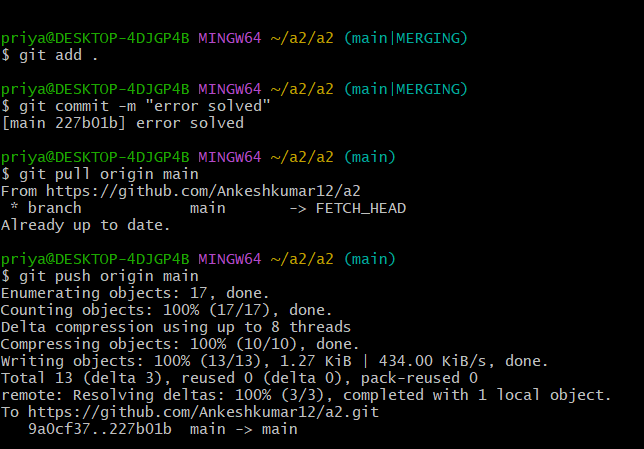 priya@DESKTOP-4DJGP4B MINGW64 ~/a2/a2 (main|MERGING)
$ git add .
priya@DESKTOP-4DJGP4B MINGW64 ~/a2/a2 (main|MERGING)
$ git commit -m "error solved"
[main 227b01b] error solved
priya@DESKTOP-4DJGP4B MINGW64 ~/a2/a2 (main)
$ git pull origin main
From https://github.com/Ankeshkumar12/a2
 * branch            main       -> FETCH_HEAD
Already up to date.
priya@DESKTOP-4DJGP4B MINGW64 ~/a2/a2 (main)
$ git push origin main
Enumerating objects: 17, done.
Counting objects: 100% (17/17), done.
Delta compression using up to 8 threads
Compressing objects: 100% (10/10), done.
Writing objects: 100% (13/13), 1.27 KiB | 434.00 KiB/s, done.
Total 13 (delta 3), reused 0 (delta 0), pack-reused 0
remote: Resolving deltas: 100% (3/3), completed with 1 local object.
To https://github.com/Ankeshkumar12/a2.git
   9a0cf37..227b01b  main -> main